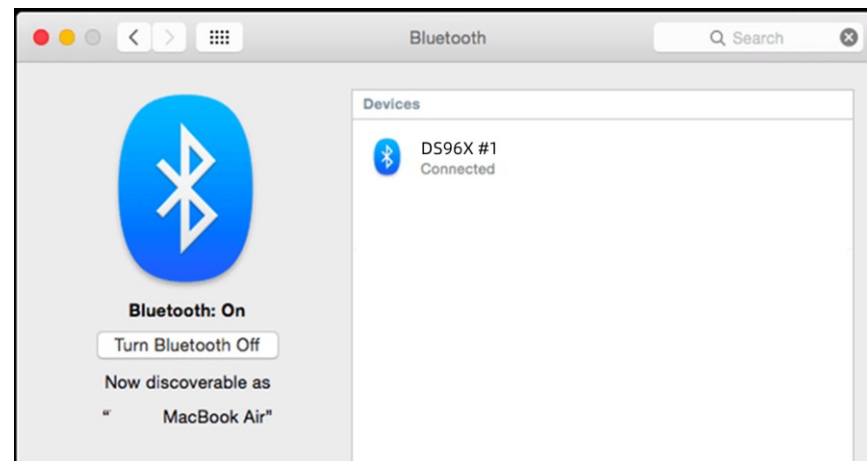 Bluetooth
Search
Devices
DS96X #1
Connected
Bluetooth: On
Turn Bluetooth Off
Now discoverable as
“ MacBook Air”